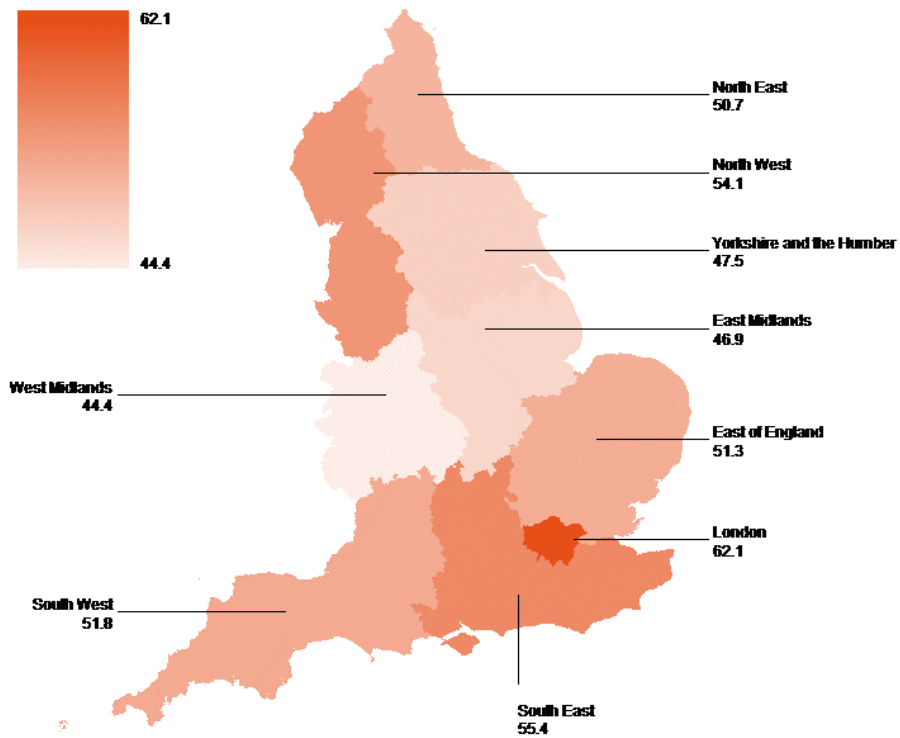 62.1
44.4
North East
50.7
North West
54.1
Yorkshire and the Humber
47.5
East Midlands
46.9
West Midlands
44.4
East of England
51.3
London
62.1
South West
51.8
South East
55.4